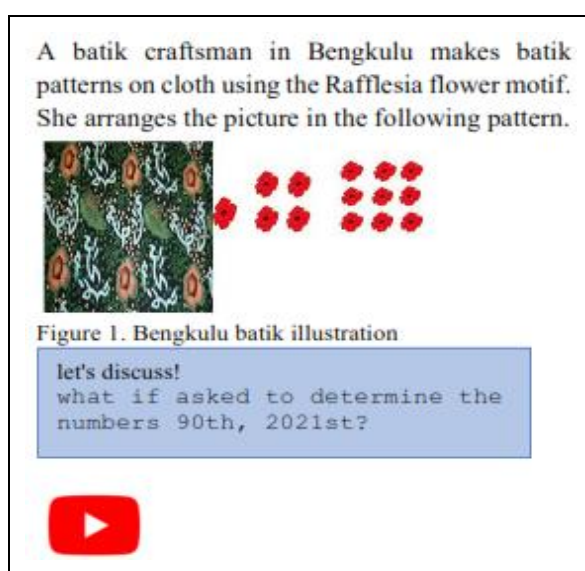 A batik craftsman in Bengkulu makes batik
patterns on cloth using the Rafflesia flower motif.
She arranges the picture in the following pattern.
Figure 1. Bengkulu batik illustration
let's discuss!
what if asked to determine the
numbers 90th, 2021st?